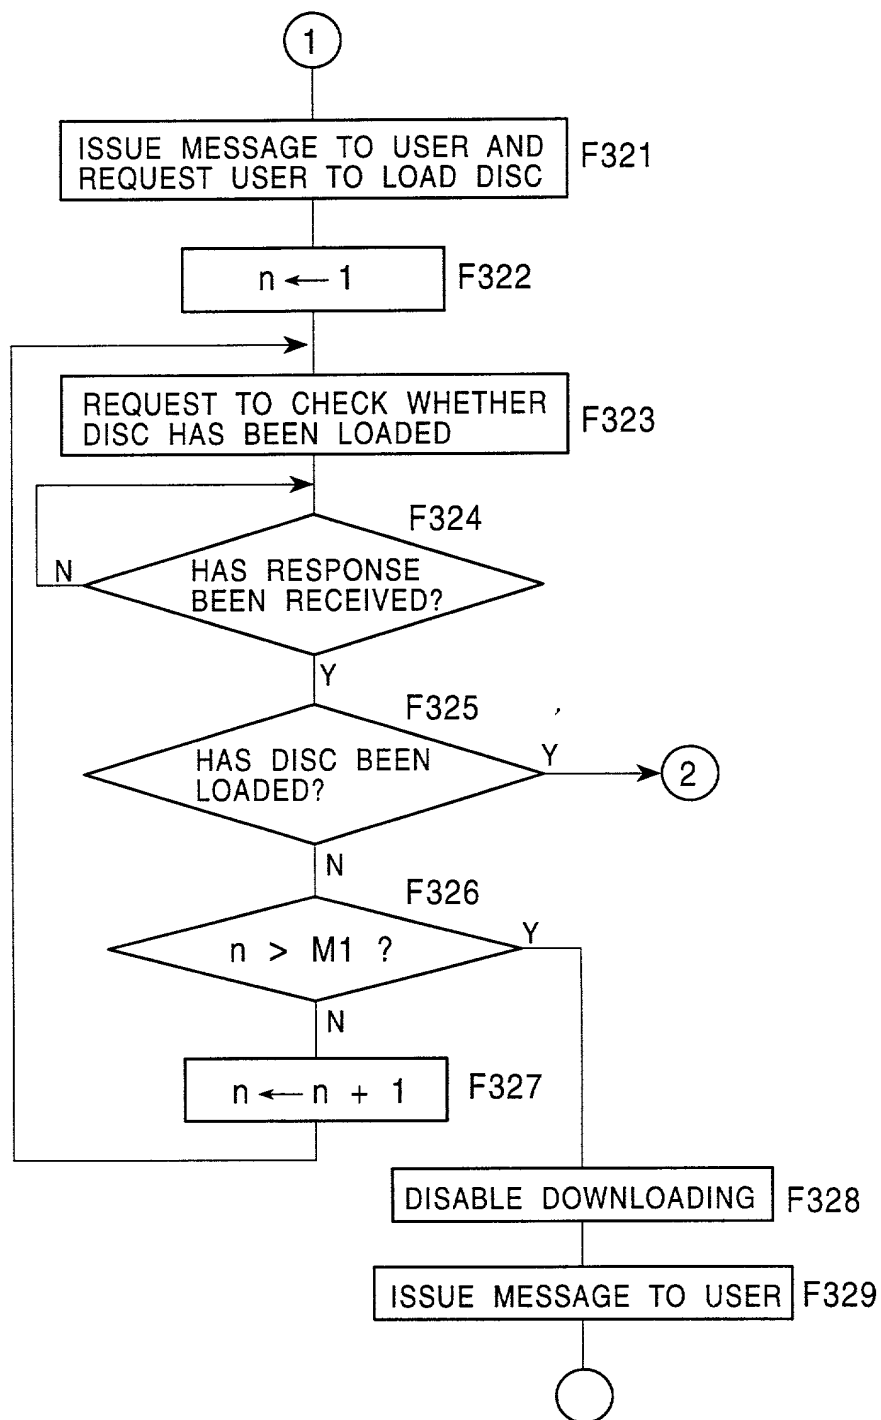 1
ISSUE MESSAGE TO USER AND
REQUEST USER TO LOAD DISC
F321
n ← 1
F322
REQUEST TO CHECK WHETHER
DISC HAS BEEN LOADED
F323
F324
N
HAS RESPONSE
BEEN RECEIVED?
Y
F325
HAS DISC BEEN
LOADED?
Y
2
N
F326
n > M1 ?
Y
N
n ← n + 1
F327
DISABLE DOWNLOADING
F328
ISSUE MESSAGE TO USER
F329